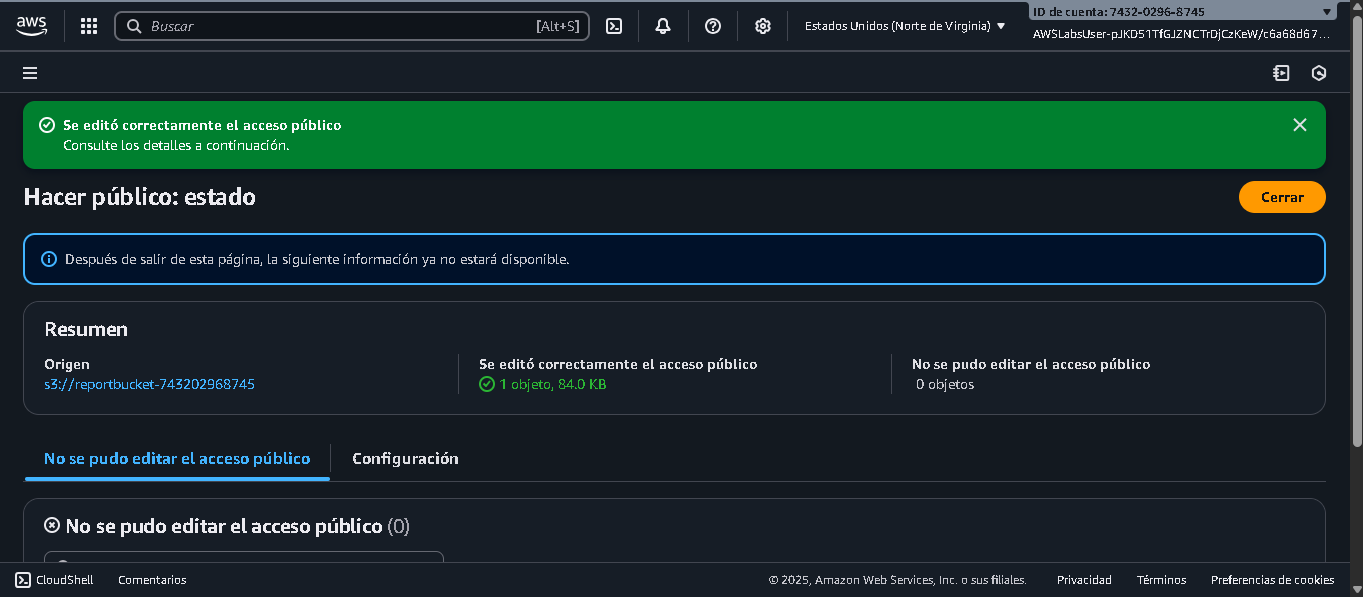 aws
Buscar
[Alt+S]
Estados Unidos (Norte de Virginia)
ID de cuenta: 7432-0296-8745
Se editó correctamente el acceso público
Consulte los detalles a continuación.
Hacer público: estado
Cerrar
Después de salir de esta página, la siguiente información ya no estará disponible.
Resumen
Origen
s3://reportbucket-743202968745
Se editó correctamente el acceso público
1 objeto, 84.0 KB
No se pudo editar el acceso público
0 objetos
No se pudo editar el acceso público
Configuración
No se pudo editar el acceso público (0)
CloudShell
Comentarios
© 2025, Amazon Web Services, Inc. o sus filiales.
Privacidad
Términos
Preferencias de cookies